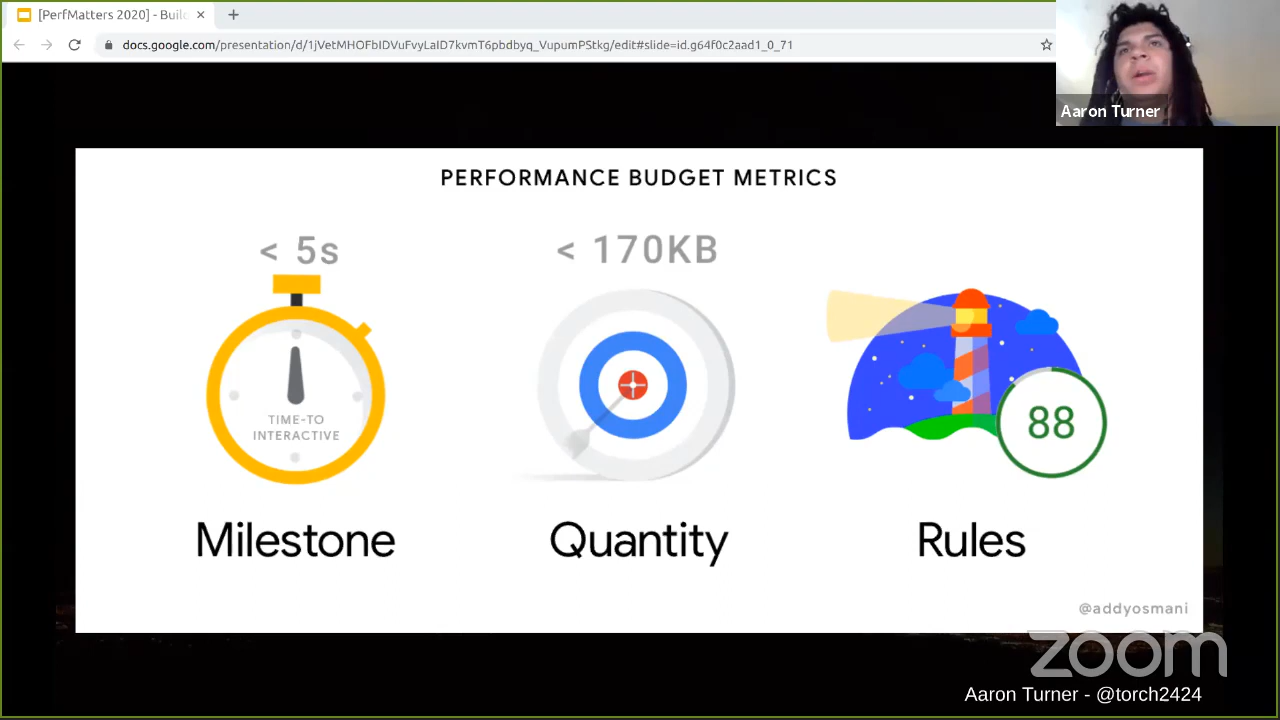 [PerfMatters 2020] - Buil
docs.google.com/presentation/d/1jVetMHOFbIDVuFvyLaID7kvmT6pbdbyq_VupumPStkg/edit#slide=id.g64f0c2aad1_0_71
Aaron Turner
PERFORMANCE BUDGET METRICS
< 5s
< 170KB
TIME-TO
INTERACTIVE
88
Milestone
Quantity
Rules
@addyosmani
zoom
Aaron Turner - @torch2424